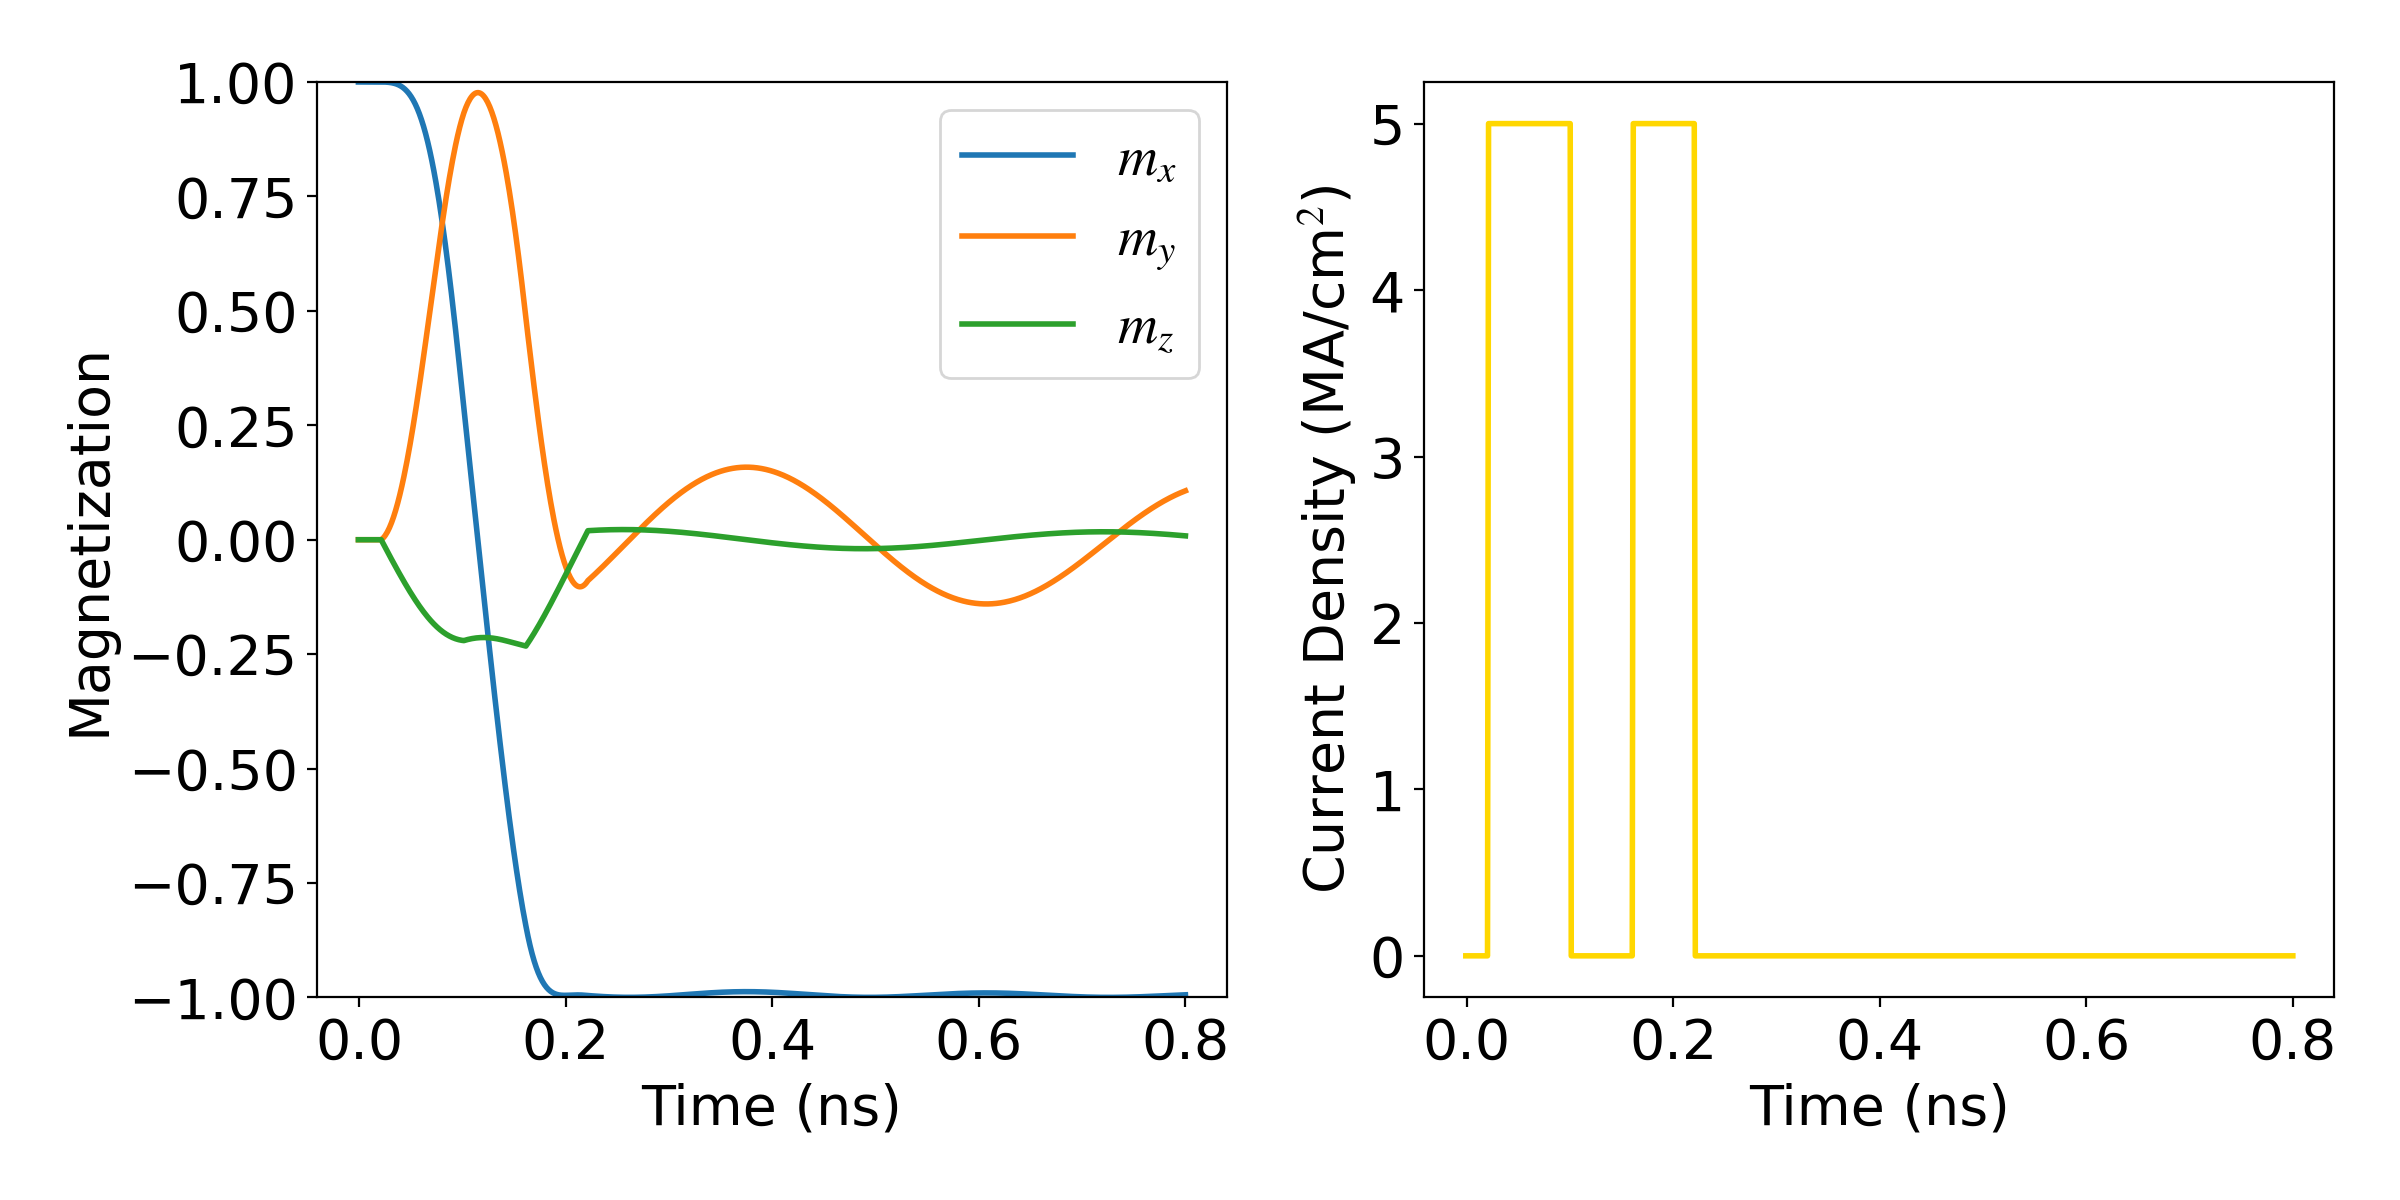 1.00
0.75
0.50
0.25
0.00
−0.25
−0.50
−0.75
−1.00
Magnetization
0.0 0.2 0.4 0.6 0.8
Time (ns)
m_x
m_y
m_z
5
4
3
2
1
0
Current Density (MA/cm²)
0.0 0.2 0.4 0.6 0.8
Time (ns)